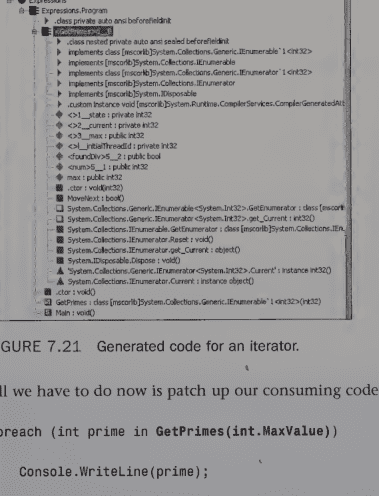 Expressions
Expressions.Program
.class private auto ansi beforefieldinit
.class nested private auto ansi sealed beforefieldinit
implements class [mscorlib]System.Collections.Generic.IEnumerable`1<int32>
implements [mscorlib]System.Collections.IEnumerable
implements class [mscorlib]System.Collections.Generic.IEnumerator`1<int32>
implements [mscorlib]System.Collections.IEnumerator
implements [mscorlib]System.IDisposable
.custom instance void [mscorlib]System.Runtime.CompilerServices.CompilerGeneratedAtt
<>1__state : private int32
<>2__current : private int32
<>3__max : public int32
<>l__initialThreadId : private int32
<foundDiv>5__2 : public bool
<num>5__1 : public int32
max : public int32
.ctor : void(int32)
MoveNext : bool()
System.Collections.Generic.IEnumerable<System.Int32>.GetEnumerator : class [mscorli
System.Collections.Generic.IEnumerator<System.Int32>.get_Current : int32()
System.Collections.IEnumerable.GetEnumerator : class [mscorlib]System.Collections.IEn
System.Collections.IEnumerator.Reset : void()
System.Collections.IEnumerator.get_Current : object()
System.IDisposable.Dispose : void()
'System.Collections.Generic.IEnumerator<System.Int32>.Current' : instance int32()
System.Collections.IEnumerator.Current : instance object()
.ctor : void()
GetPrimes : class [mscorlib]System.Collections.Generic.IEnumerable`1<int32>(int32)
Main : void()
GURE 7.21 Generated code for an iterator.
ll we have to do now is patch up our consuming code
oreach (int prime in GetPrimes(int.MaxValue))
Console.WriteLine(prime);